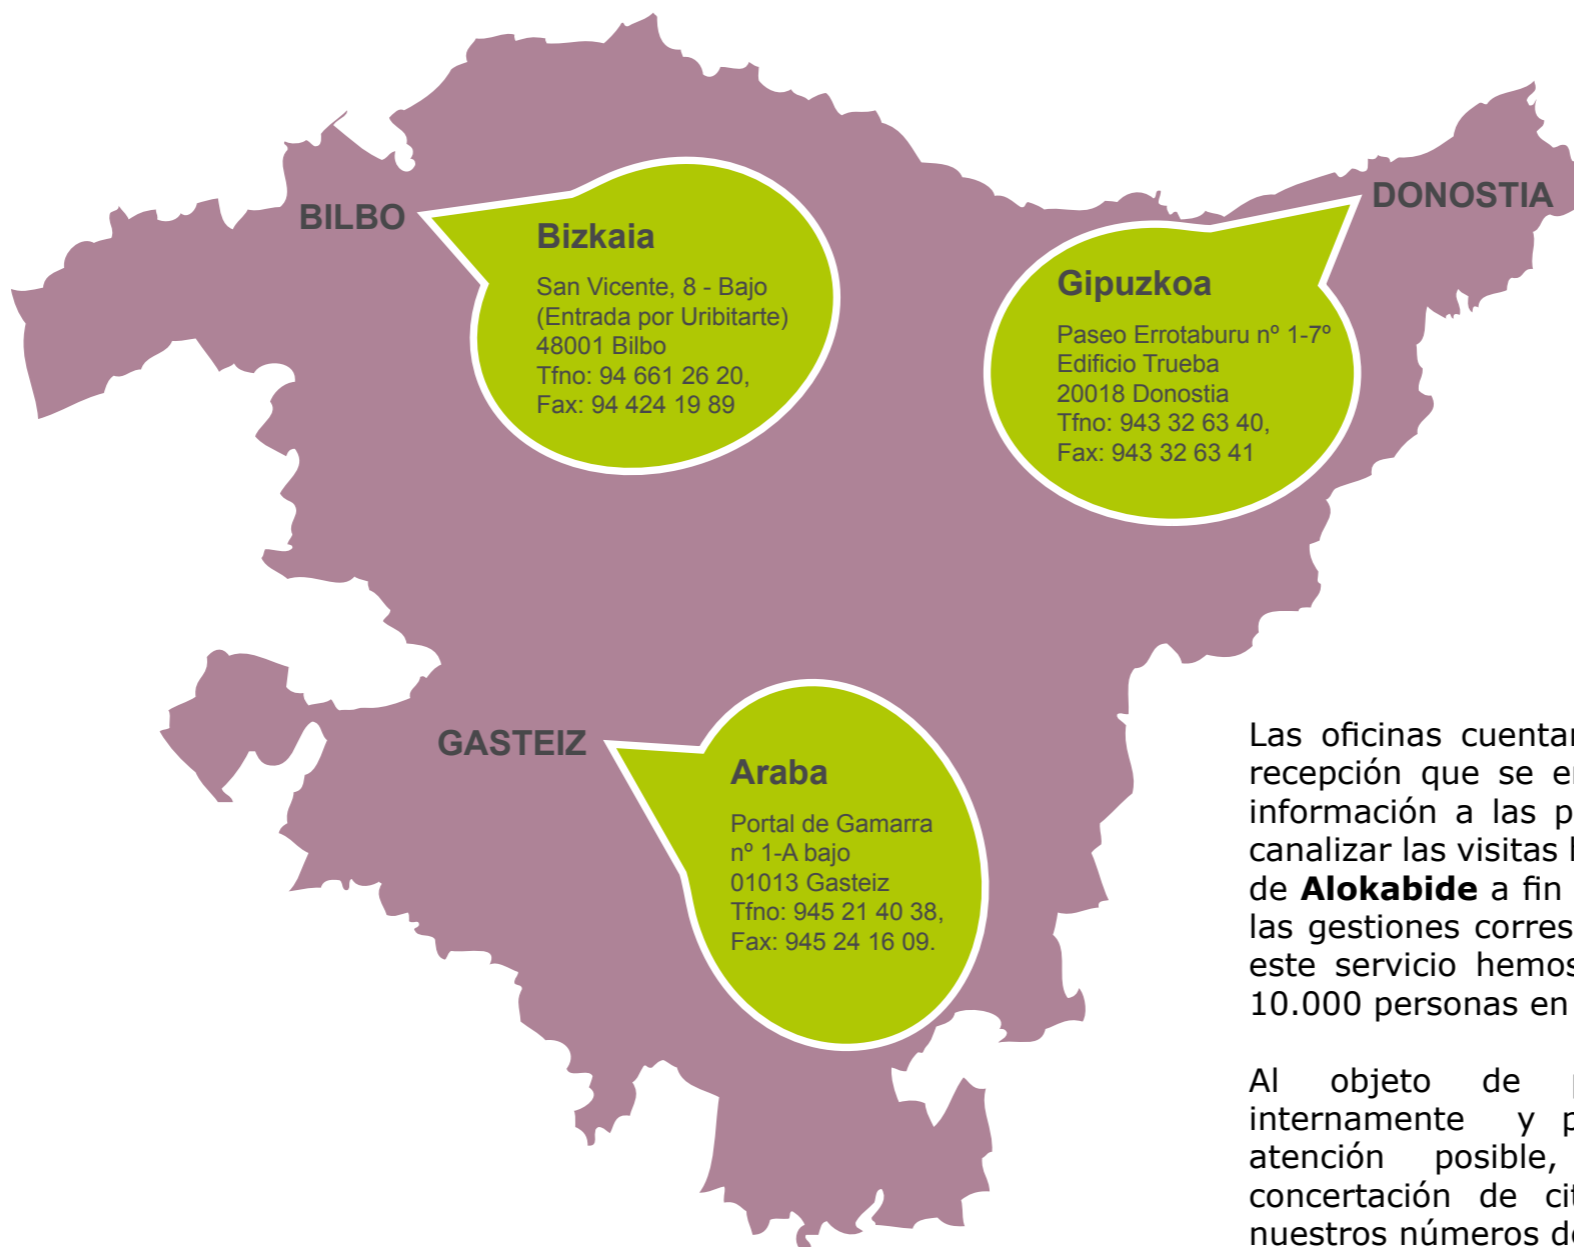 BILBO
Bizkaia
San Vicente, 8 - Bajo
(Entrada por Uribitarte)
48001 Bilbo
Tfno: 94 661 26 20,
Fax: 94 424 19 89
DONOSTIA
Gipuzkoa
Paseo Errotaburu nº 1-7º
Edificio Trueba
20018 Donostia
Tfno: 943 32 63 40,
Fax: 943 32 63 41
GASTEIZ
Araba
Portal de Gamarra
nº 1-A bajo
01013 Gasteiz
Tfno: 945 21 40 38,
Fax: 945 24 16 09.
Las oficinas
recepción que se
información a las
canalizar las visitas
de Alokabide a fin
las gestiones
este servicio
10.000 personas en
Al objeto de
internamente y
atención posible,
concertación de
nuestros números